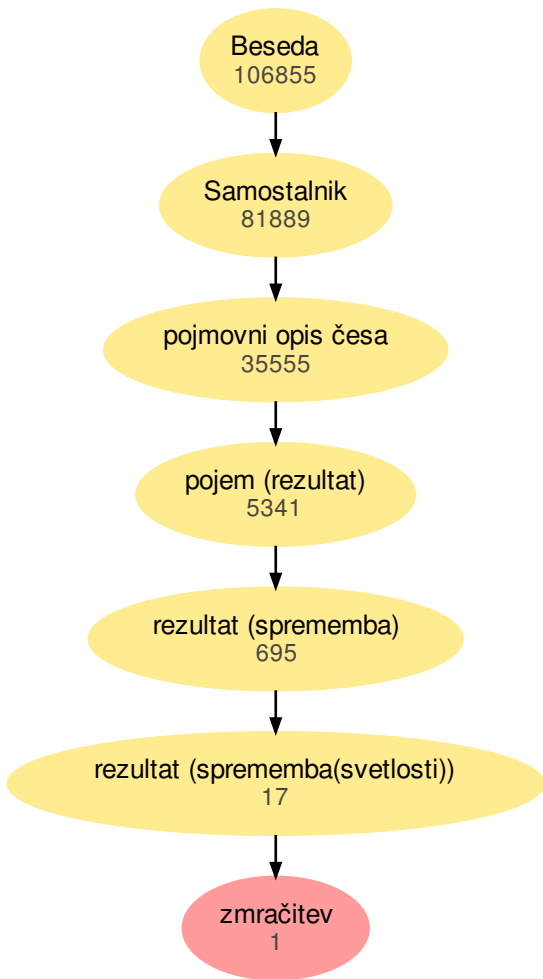 Beseda
106855
Samostalnik
81889
pojmovni opis česa
35555
pojem (rezultat)
5341
rezultat (sprememba)
695
rezultat (sprememba(svetlosti))
17
zmračitev
1